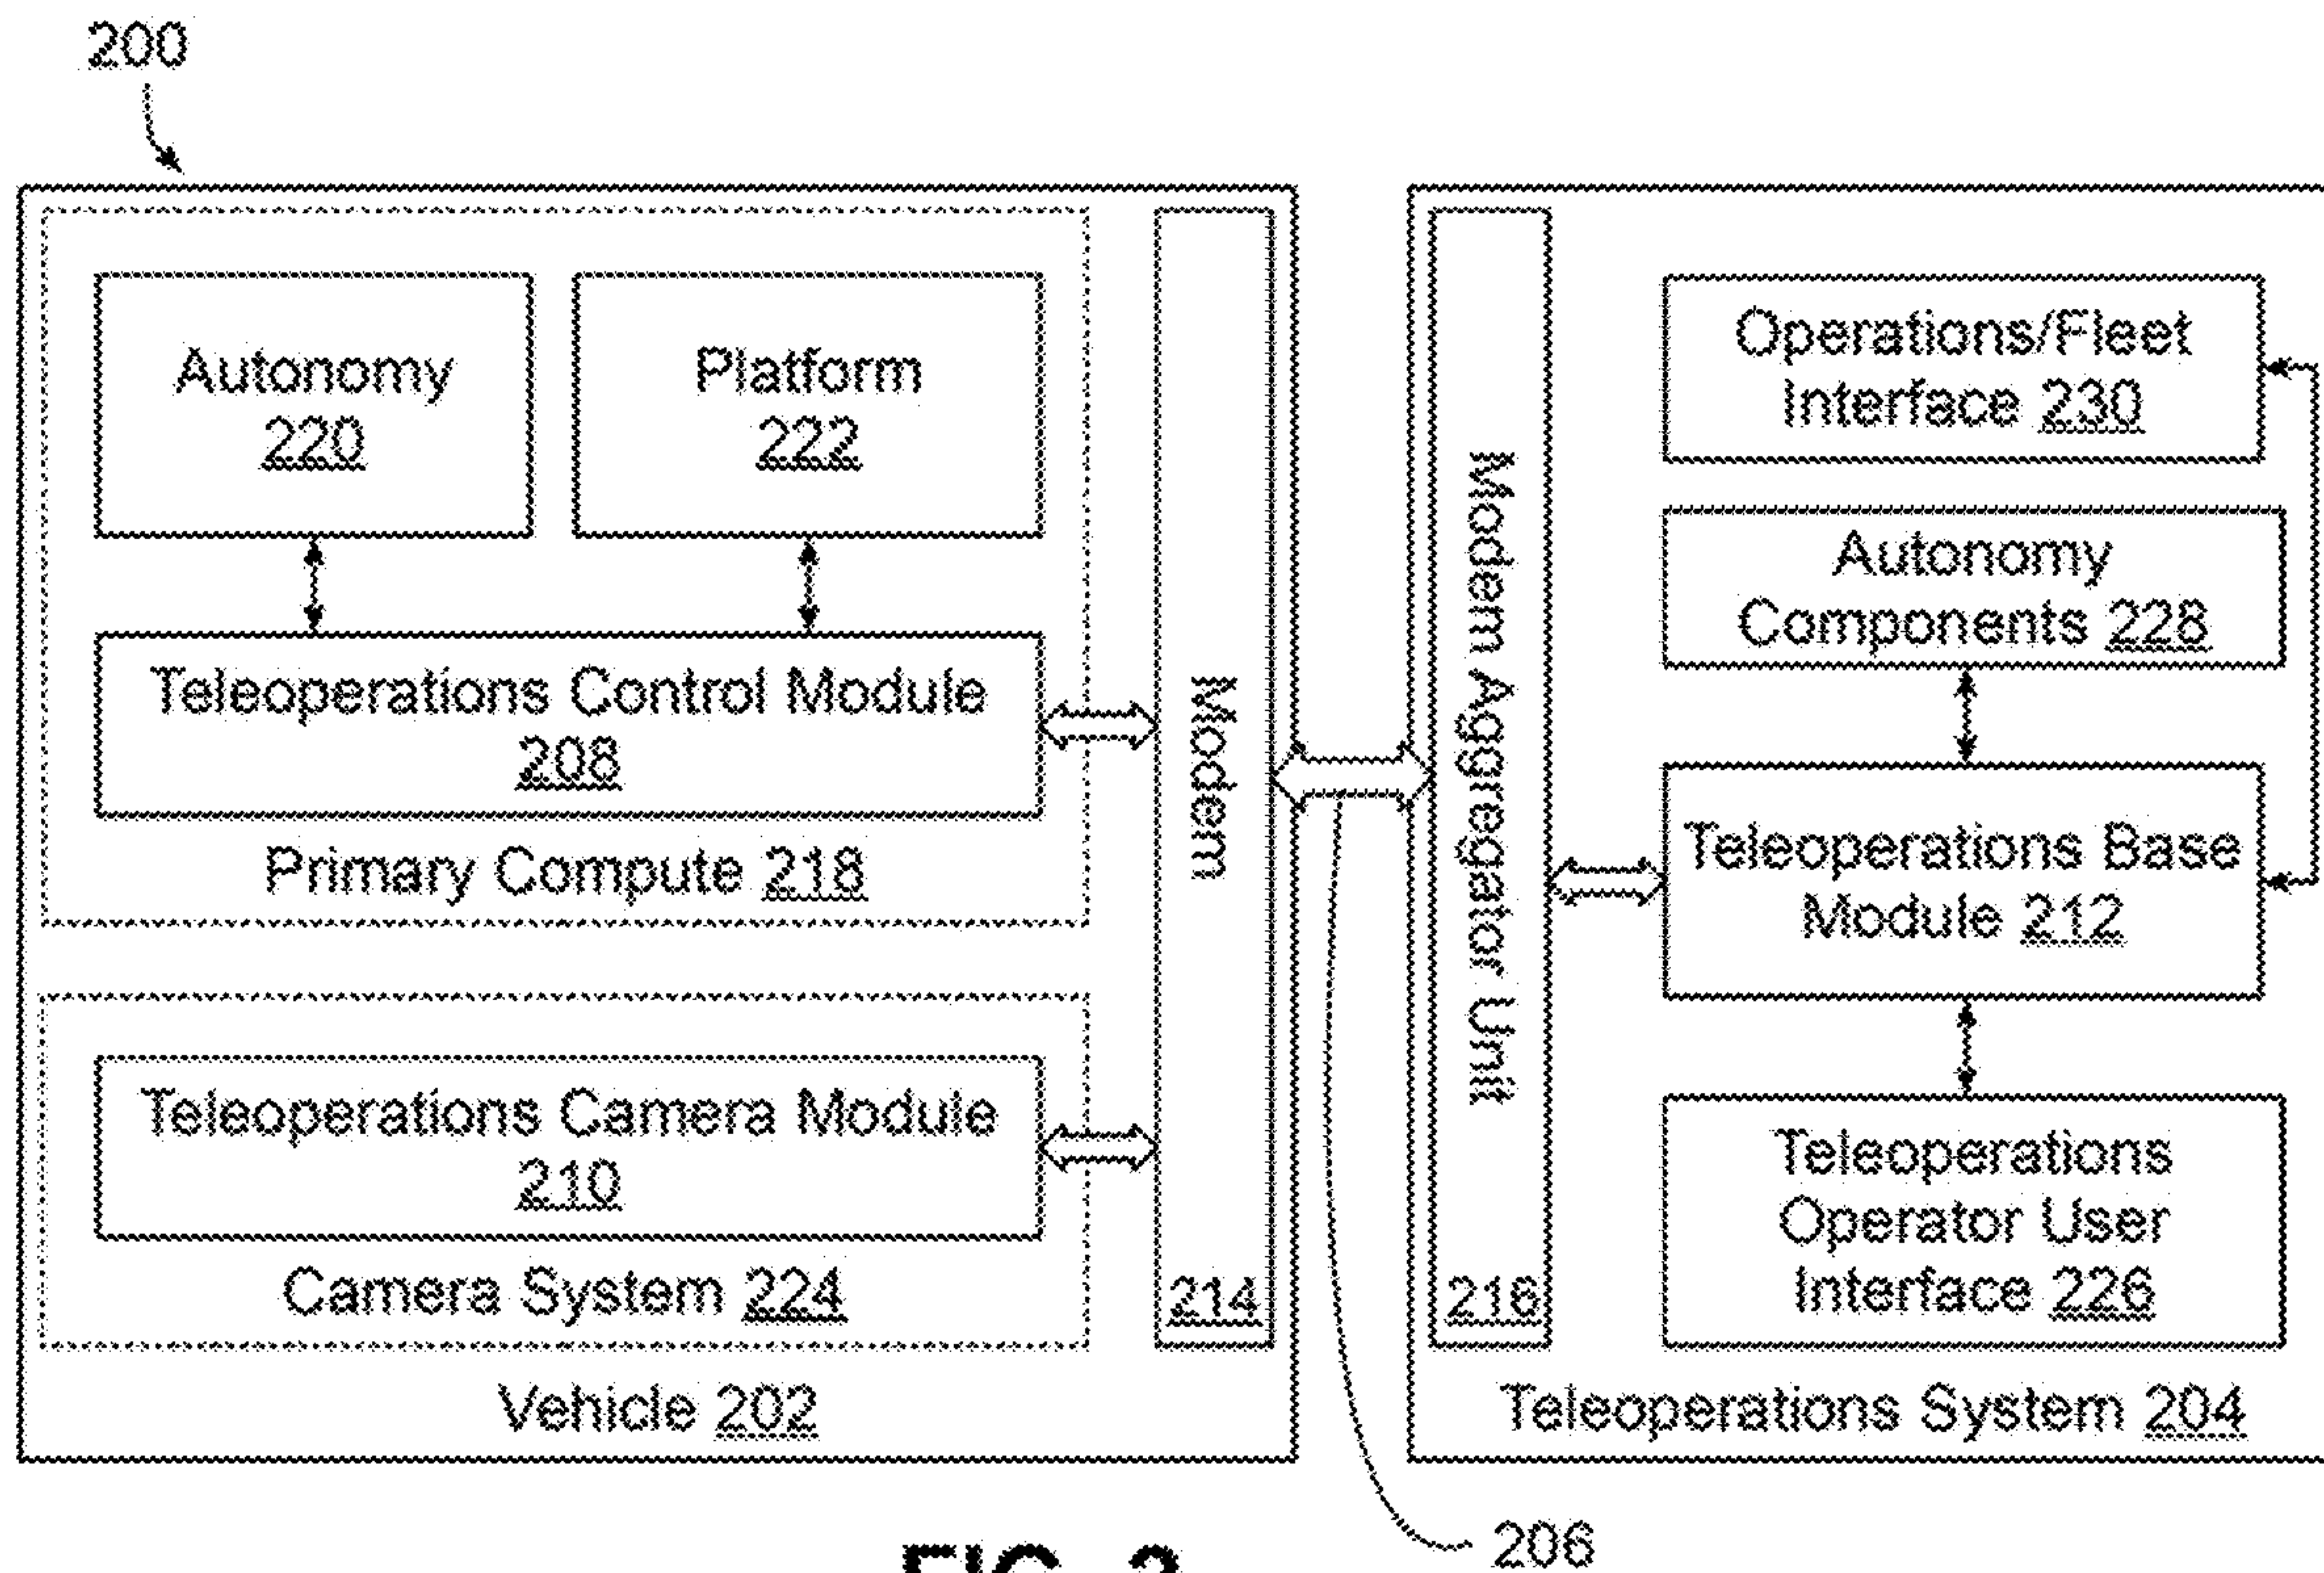 200
Autonomy
220
Platform
222
Teleoperations Control Module
208
Primary Compute 218
Teleoperations Camera Module
210
Camera System 224
Vehicle 202
Modem
214
206
Modem Aggregator Unit
216
Operations/Fleet
Interface 230
Autonomy
Components 228
Teleoperations Base
Module 212
Teleoperations
Operator User
Interface 226
Teleoperations System 204